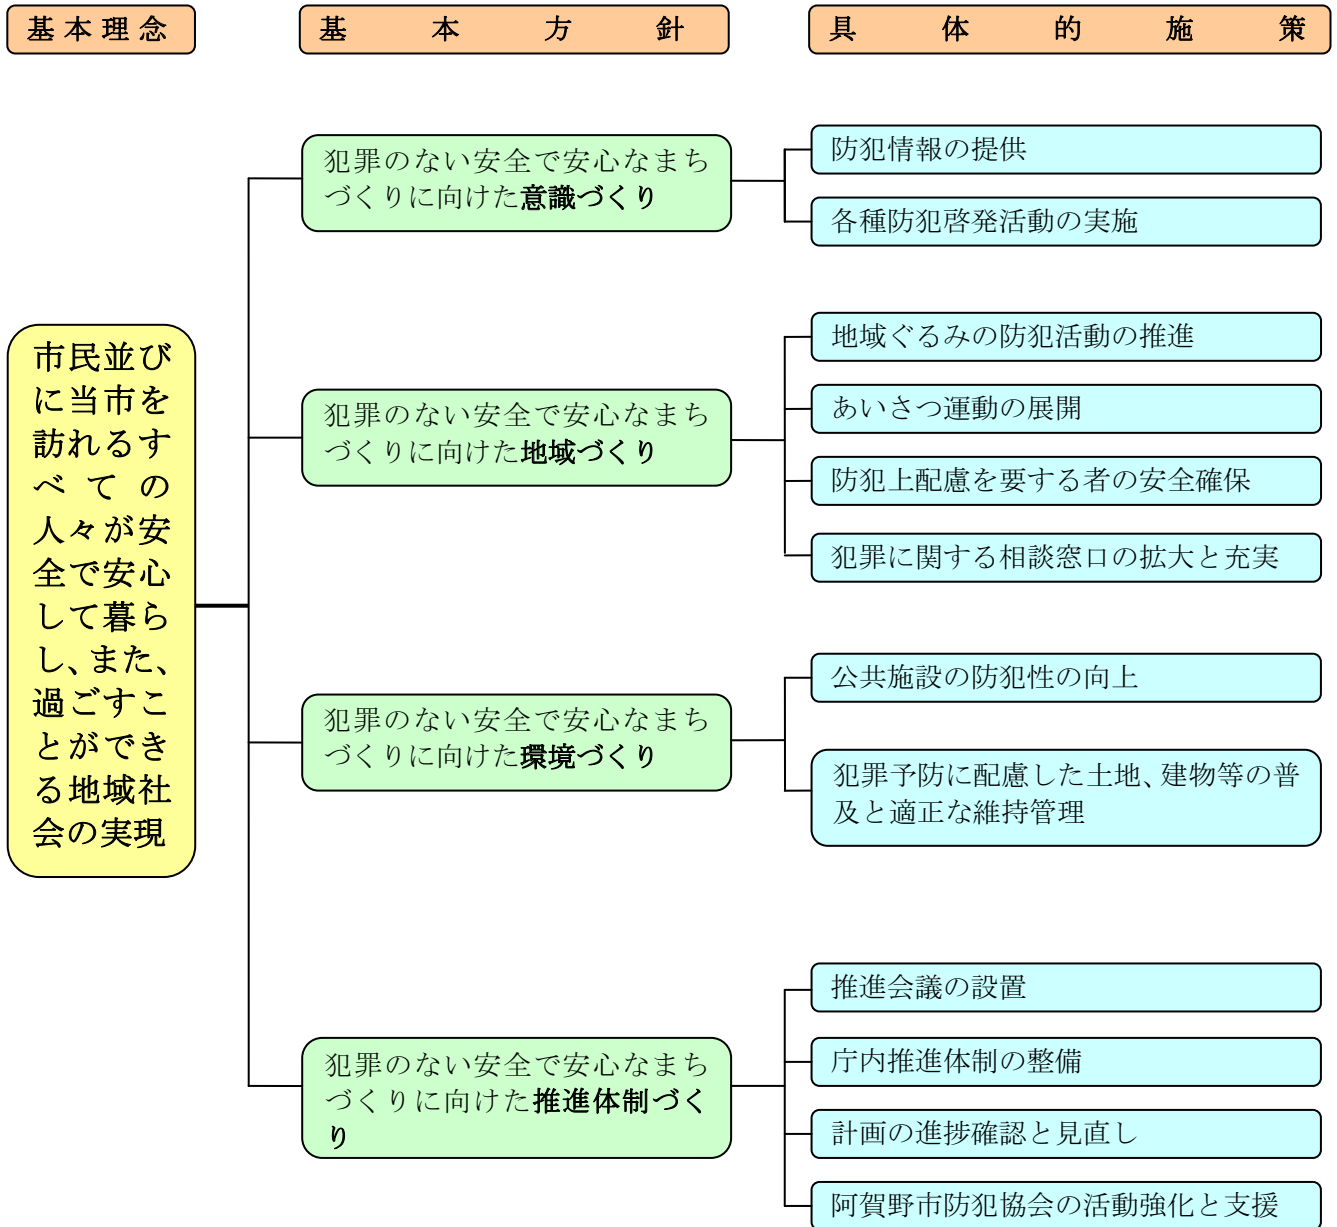 基本理念
基本方針
具体的施策
市民並び
に当市を
訪れるす
べての
人々が安
全で安心
して暮ら
し、また、
過ごすこ
とができ
る地域社
会の実現
犯罪のない安全で安心なまち
づくりに向けた意識づくり
防犯情報の提供
各種防犯啓発活動の実施
犯罪のない安全で安心なまち
づくりに向けた地域づくり
地域ぐるみの防犯活動の推進
あいさつ運動の展開
防犯上配慮を要する者の安全確保
犯罪に関する相談窓口の拡大と充実
犯罪のない安全で安心なまち
づくりに向けた環境づくり
公共施設の防犯性の向上
犯罪予防に配慮した土地、建物等の普
及と適正な維持管理
犯罪のない安全で安心なまち
づくりに向けた推進体制づく
り
推進会議の設置
庁内推進体制の整備
計画の進捗確認と見直し
阿賀野市防犯協会の活動強化と支援